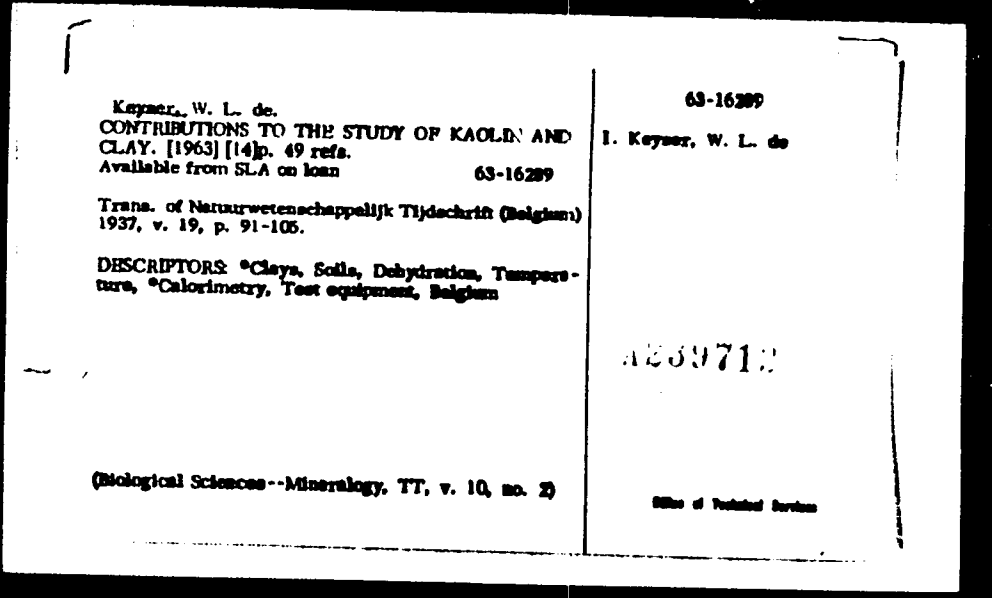 Keyser, W. L. de.
CONTRIBUTIONS TO THE STUDY OF KAOLIN AND
CLAY. [1963] [14]p. 49 refs.
Available from SLA on loan 63-16289
Trans. of Natuurwetenschappelijk Tijdschrift (Belgium)
1937, v. 19, p. 91-105.
DESCRIPTORS: *Clays, Soils, Dehydration, Tempera-
ture, *Calorimetry, Test equipment, Belgium
(Biological Sciences--Mineralogy, TT, v. 10, no. 2)
63-16289
I. Keyser, W. L. de
Office of Technical Services